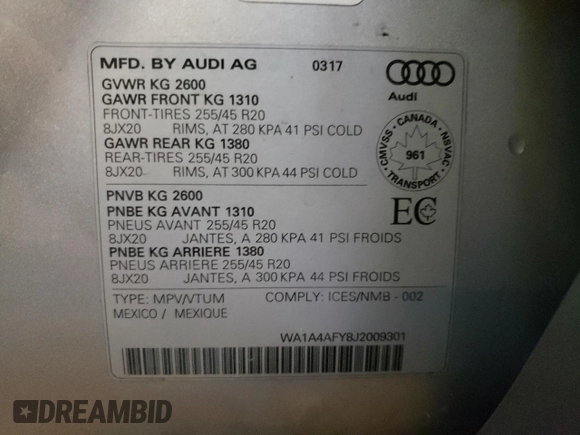 MFD. BY AUDI AG 0317
Audi
GVWR KG 2600
GAWR FRONT KG 1310
FRONT-TIRES 255/45 R20
8JX20 RIMS, AT 280 KPA 41 PSI COLD
GAWR REAR KG 1380
REAR-TIRES 255/45 R20
8JX20 RIMS, AT 300 KPA 44 PSI COLD
CMVSS • CANADA • NSVAC
961
TRANSPORT
PNVB KG 2600
PNBE KG AVANT 1310
PNEUS AVANT 255/45 R20
8JX20 JANTES, A 280 KPA 41 PSI FROIDS
PNBE KG ARRIERE 1380
PNEUS ARRIERE 255/45 R20
8JX20 JANTES, A 300 KPA 44 PSI FROIDS
EC
TYPE: MPV/VTUM COMPLY: ICES/NMB - 002
MEXICO / MEXIQUE
WA1A4AFY8J2009301
DREAMBID